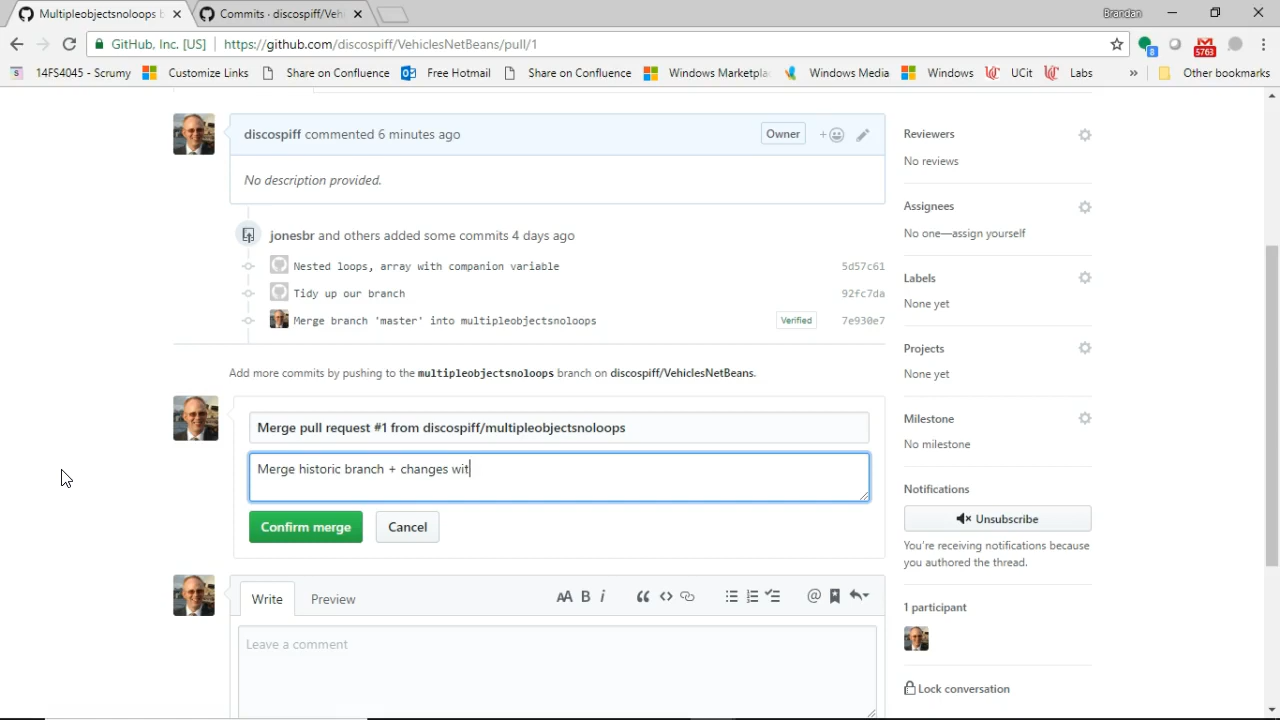 Multipleobjectsnoloops b
Commits · discospiff/Veh
Brandan
GitHub, Inc. [US]
https://github.com/discospiff/VehiclesNetBeans/pull/1
8
5763
14FS4045 - Scrumy
Customize Links
Share on Confluence
Free Hotmail
Share on Confluence
Windows Marketpla
Windows Media
Windows
UCit
Labs
»
Other bookmarks
discospiff commented 6 minutes ago
Owner
No description provided.
jonesbr and others added some commits 4 days ago
Nested loops, array with companion variable 5d57c61
Tidy up our branch 92fc7da
Merge branch 'master' into multipleobjectsnoloops Verified 7e930e7
Add more commits by pushing to the multipleobjectsnoloops branch on discospiff/VehiclesNetBeans.
Merge pull request #1 from discospiff/multipleobjectsnoloops
Merge historic branch + changes wit
Confirm merge
Cancel
Write
Preview
AA B i
Leave a comment
Reviewers
No reviews
Assignees
No one—assign yourself
Labels
None yet
Projects
None yet
Milestone
No milestone
Notifications
Unsubscribe
You're receiving notifications because
you authored the thread.
1 participant
Lock conversation